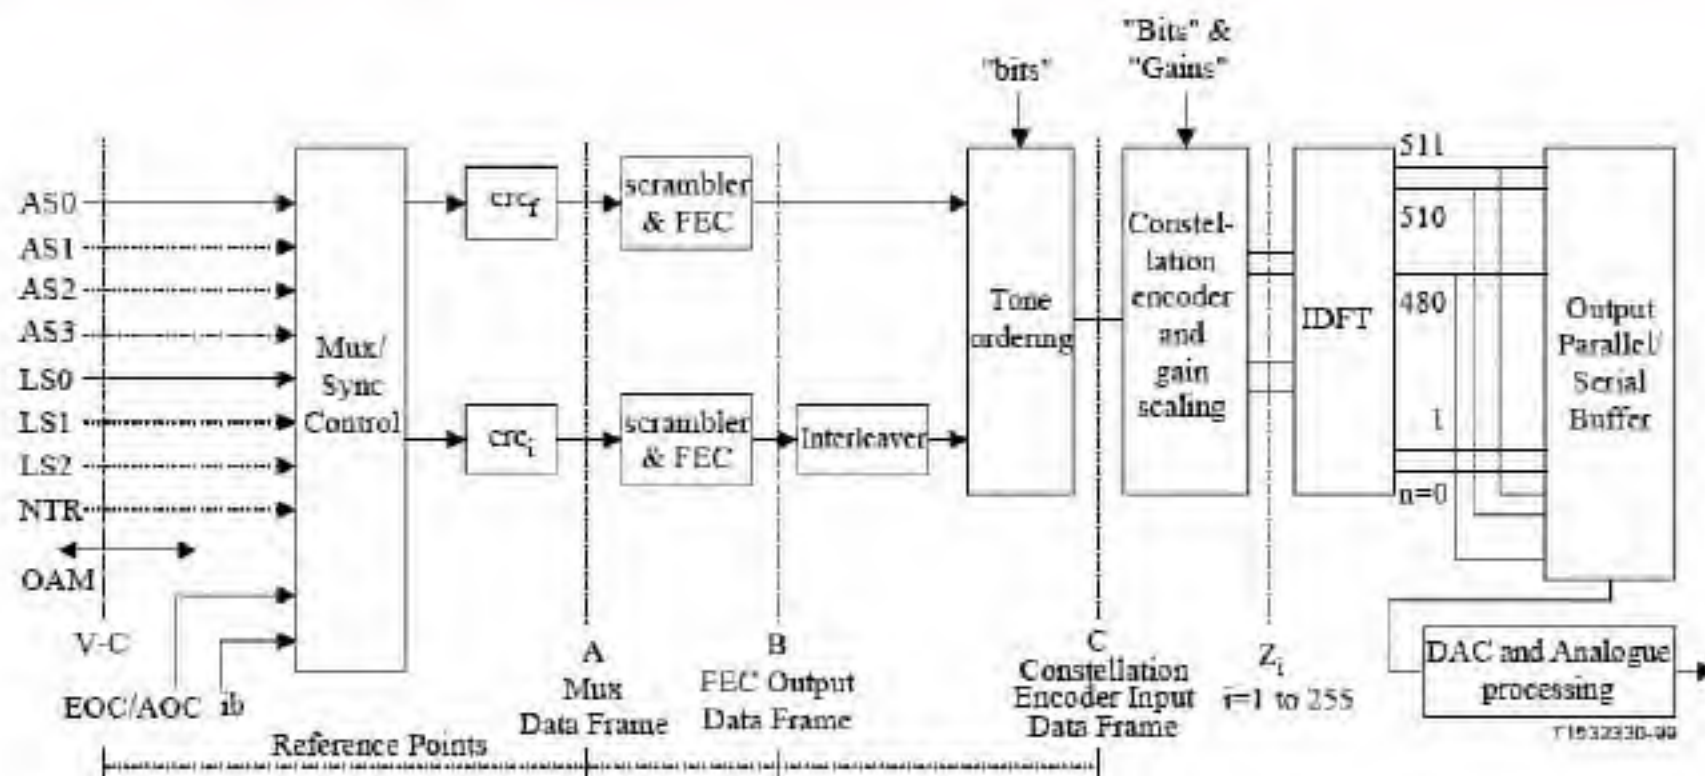 "Bits" &
"bits" "Gains"
511
AS0 crc_f scrambler
& FEC
510
AS1 Constel-
lation
AS2 encoder
Tone
ordering
IDFT
480
Output
Parallel/
Serial
Buffer
AS3 and
gain
scaling
Mux/
Sync
Control
LS0
LS1 crc_i scrambler
& FEC
Interleaver
1
LS2
NTR n=0
OAM
V-C
A
Mux
Data Frame
B
FEC Output
Data Frame
C
Constellation
Encoder Input
Data Frame
Z_i
i=1 to 255
DAC and Analogue
processing
EOC/AOC ib
T1532330-99
Reference Points